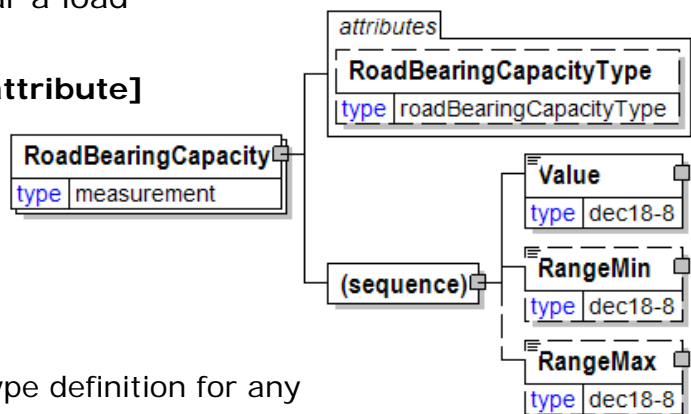 a load
attribute]
attributes
RoadBearingCapacityType
type roadBearingCapacityType
RoadBearingCapacity
type measurement
Value
type dec18-8
(sequence)
RangeMin
type dec18-8
RangeMax
type dec18-8
ype definition for any